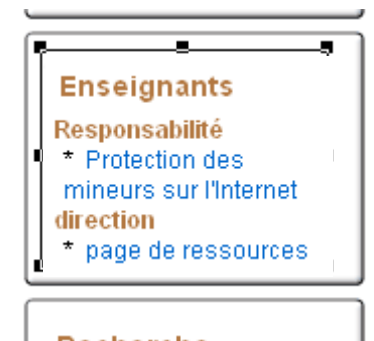 Enseignants
Responsabilité
* Protection des
mineurs sur l'Internet
direction
* page de ressources